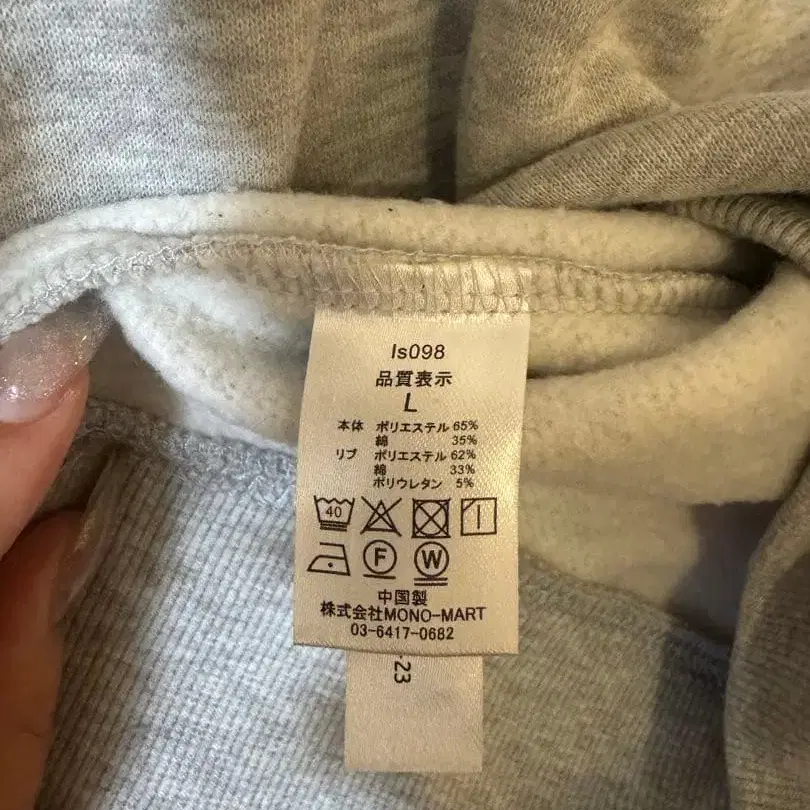 Is098
品質表示
L
本体 ポリエステル 65%
綿 35%
リブ ポリエステル 62%
綿 33%
ポリウレタン 5%
40
F W
中国製
株式会社MONO-MART
03-6417-0682
-23